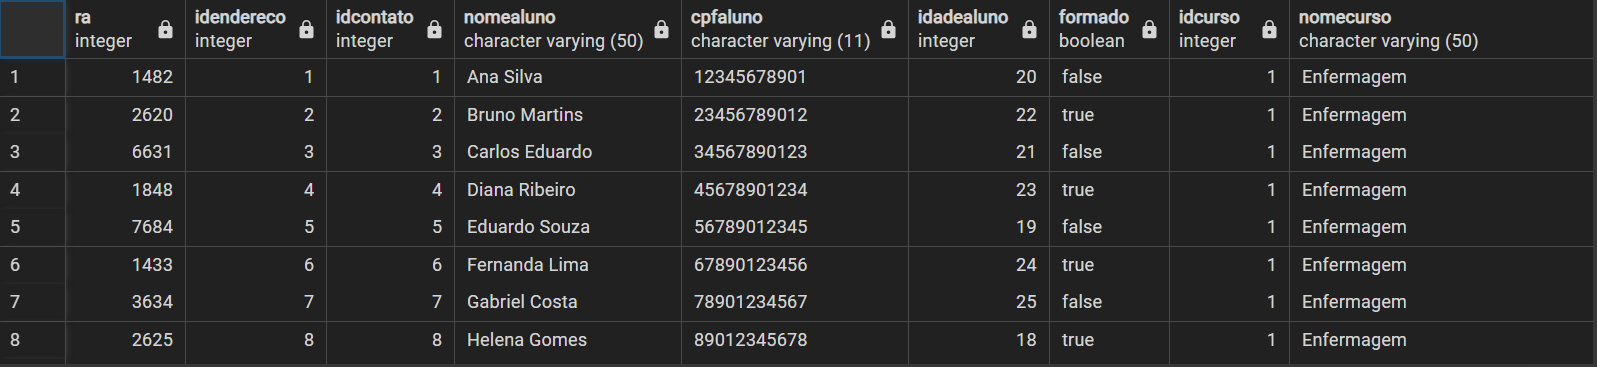 ra idendereco idcontato nomealuno cpfaluno idadealuno formado idcurso nomecurso
integer integer integer character varying (50) character varying (11) integer boolean integer character varying (50)
1 1482 1 1 Ana Silva 12345678901 20 false 1 Enfermagem
2 2620 2 2 Bruno Martins 23456789012 22 true 1 Enfermagem
3 6631 3 3 Carlos Eduardo 34567890123 21 false 1 Enfermagem
4 1848 4 4 Diana Ribeiro 45678901234 23 true 1 Enfermagem
5 7684 5 5 Eduardo Souza 56789012345 19 false 1 Enfermagem
6 1433 6 6 Fernanda Lima 67890123456 24 true 1 Enfermagem
7 3634 7 7 Gabriel Costa 78901234567 25 false 1 Enfermagem
8 2625 8 8 Helena Gomes 89012345678 18 true 1 Enfermagem